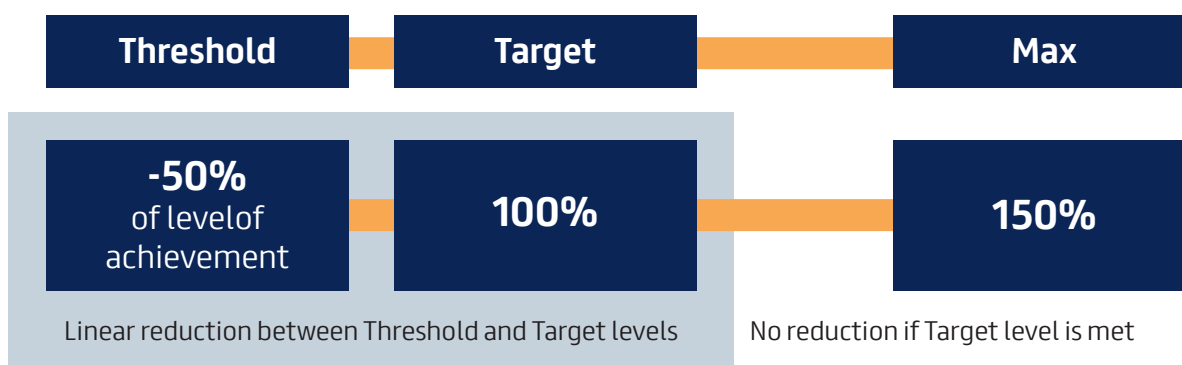 Threshold
Target
Max
-50%
of levelof
achievement
100%
150%
Linear reduction between Threshold and Target levels
No reduction if Target level is met